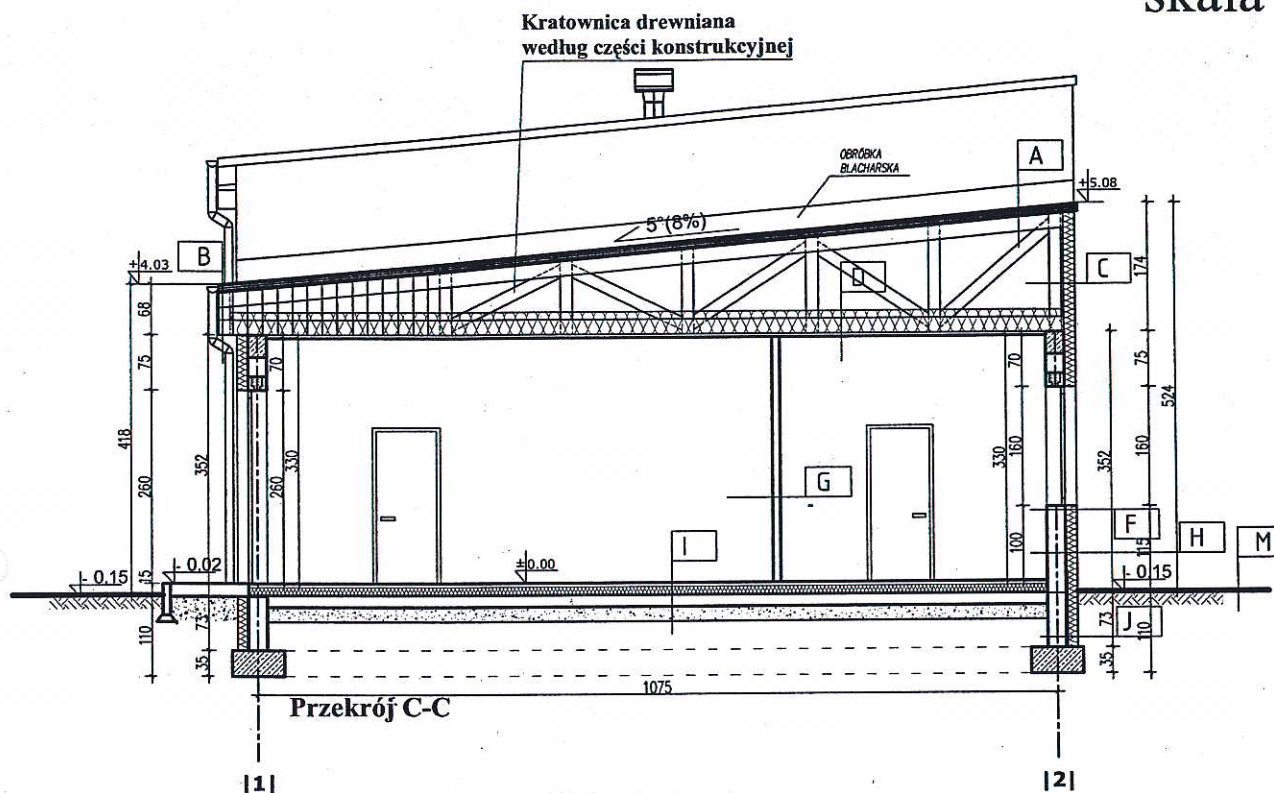 skala
Kratownica drewniana
według części konstrukcyjnej
OBRÓBKA
BLACHARSKA
A
+5.08
5°(8%)
B
+4.03
C
D
174
68
75
70
70
75
524
418
260
352
260
330
330
160
352
160
G
F
I
100
115
H
M
±0.00
- 0.02
- 0.15
- 0.15
15
110
73
35
J
73
35
110
1075
Przekrój C-C
|1|
|2|